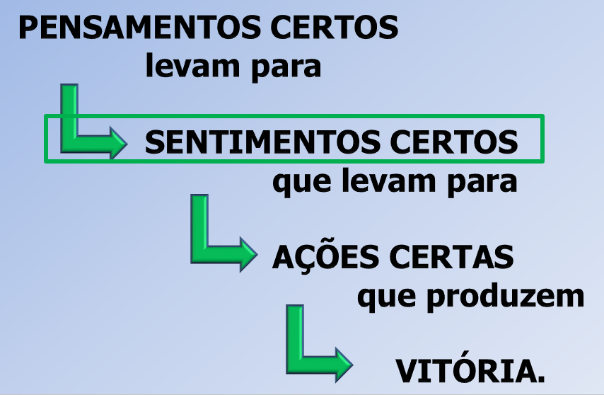 PENSAMENTOS CERTOS
levam para
SENTIMENTOS CERTOS
que levam para
AÇÕES CERTAS
que produzem
VITÓRIA.